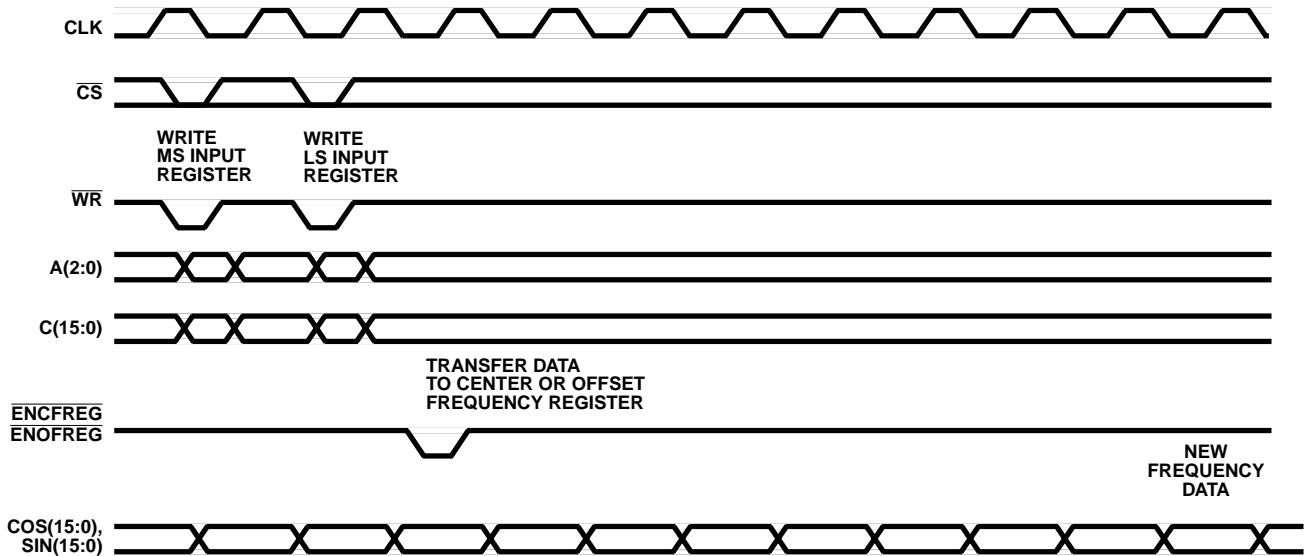 CLK
CS
WRITE
MS INPUT
REGISTER
WRITE
LS INPUT
REGISTER
WR
A(2:0)
C(15:0)
TRANSFER DATA
TO CENTER OR OFFSET
FREQUENCY REGISTER
ENCFREG
ENOFREG
NEW
FREQUENCY
DATA
COS(15:0),
SIN(15:0)